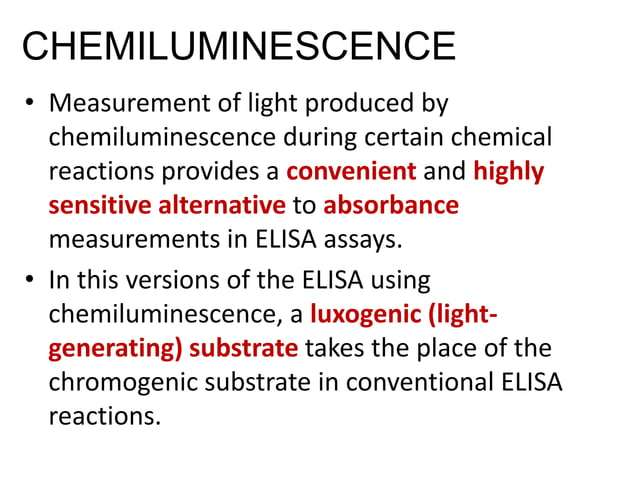 CHEMILUMINESCENCE
• Measurement of light produced by
chemiluminescence during certain chemical
reactions provides a convenient and highly
sensitive alternative to absorbance
measurements in ELISA assays.
• In this versions of the ELISA using
chemiluminescence, a luxogenic (light-
generating) substrate takes the place of the
chromogenic substrate in conventional ELISA
reactions.